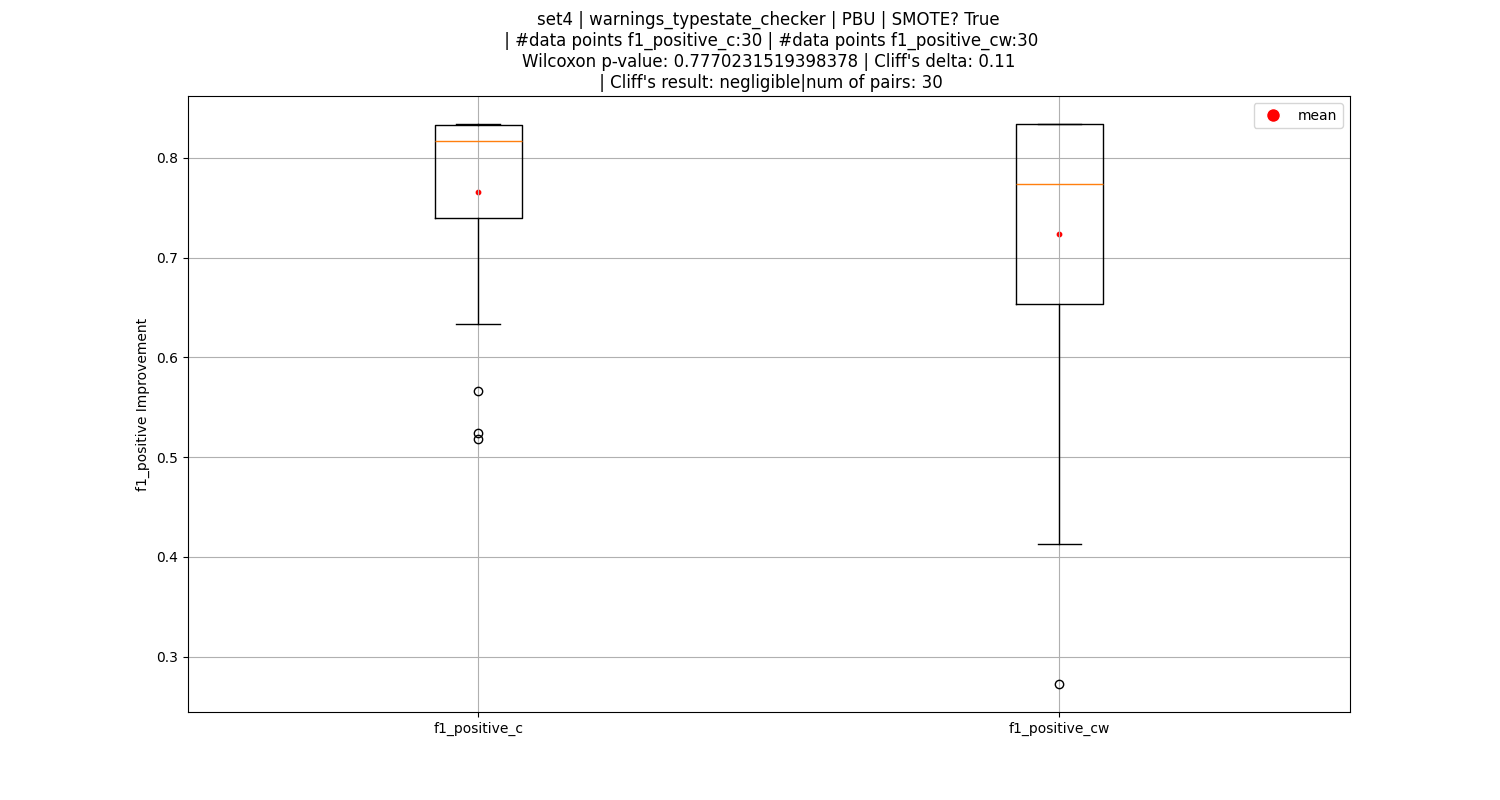 set4 | warnings_typestate_checker | PBU | SMOTE? True
| #data points f1_positive_c:30 | #data points f1_positive_cw:30
Wilcoxon p-value: 0.7770231519398378 | Cliff's delta: 0.11
| Cliff's result: negligible|num of pairs: 30
mean
0.8
0.7
0.6
0.5
0.4
0.3
f1_positive Improvement
f1_positive_c
f1_positive_cw